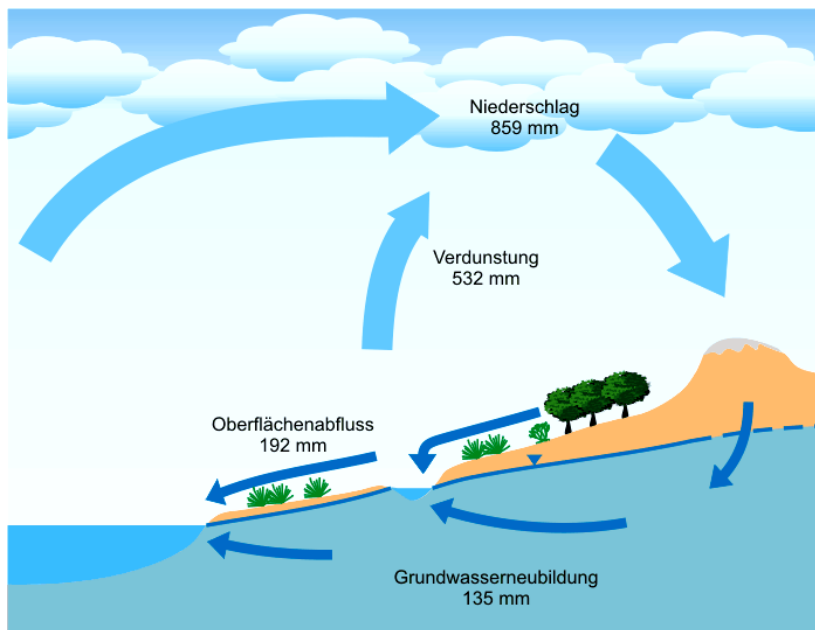 Niederschlag
859 mm
Verdunstung
532 mm
Oberflächenabfluss
192 mm
Grundwasserneubildung
135 mm